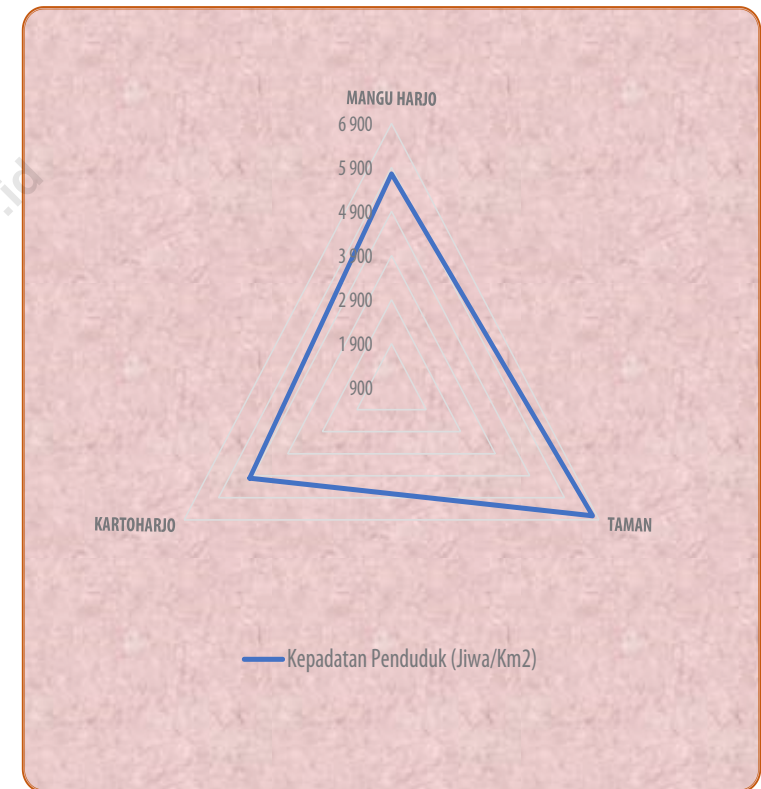 MANGU HARJO
6 900
5 900
4 900
3 900
2 900
1 900
900
KARTOHARJO
TAMAN
Kepadatan Penduduk (Jiwa/Km2)
.id